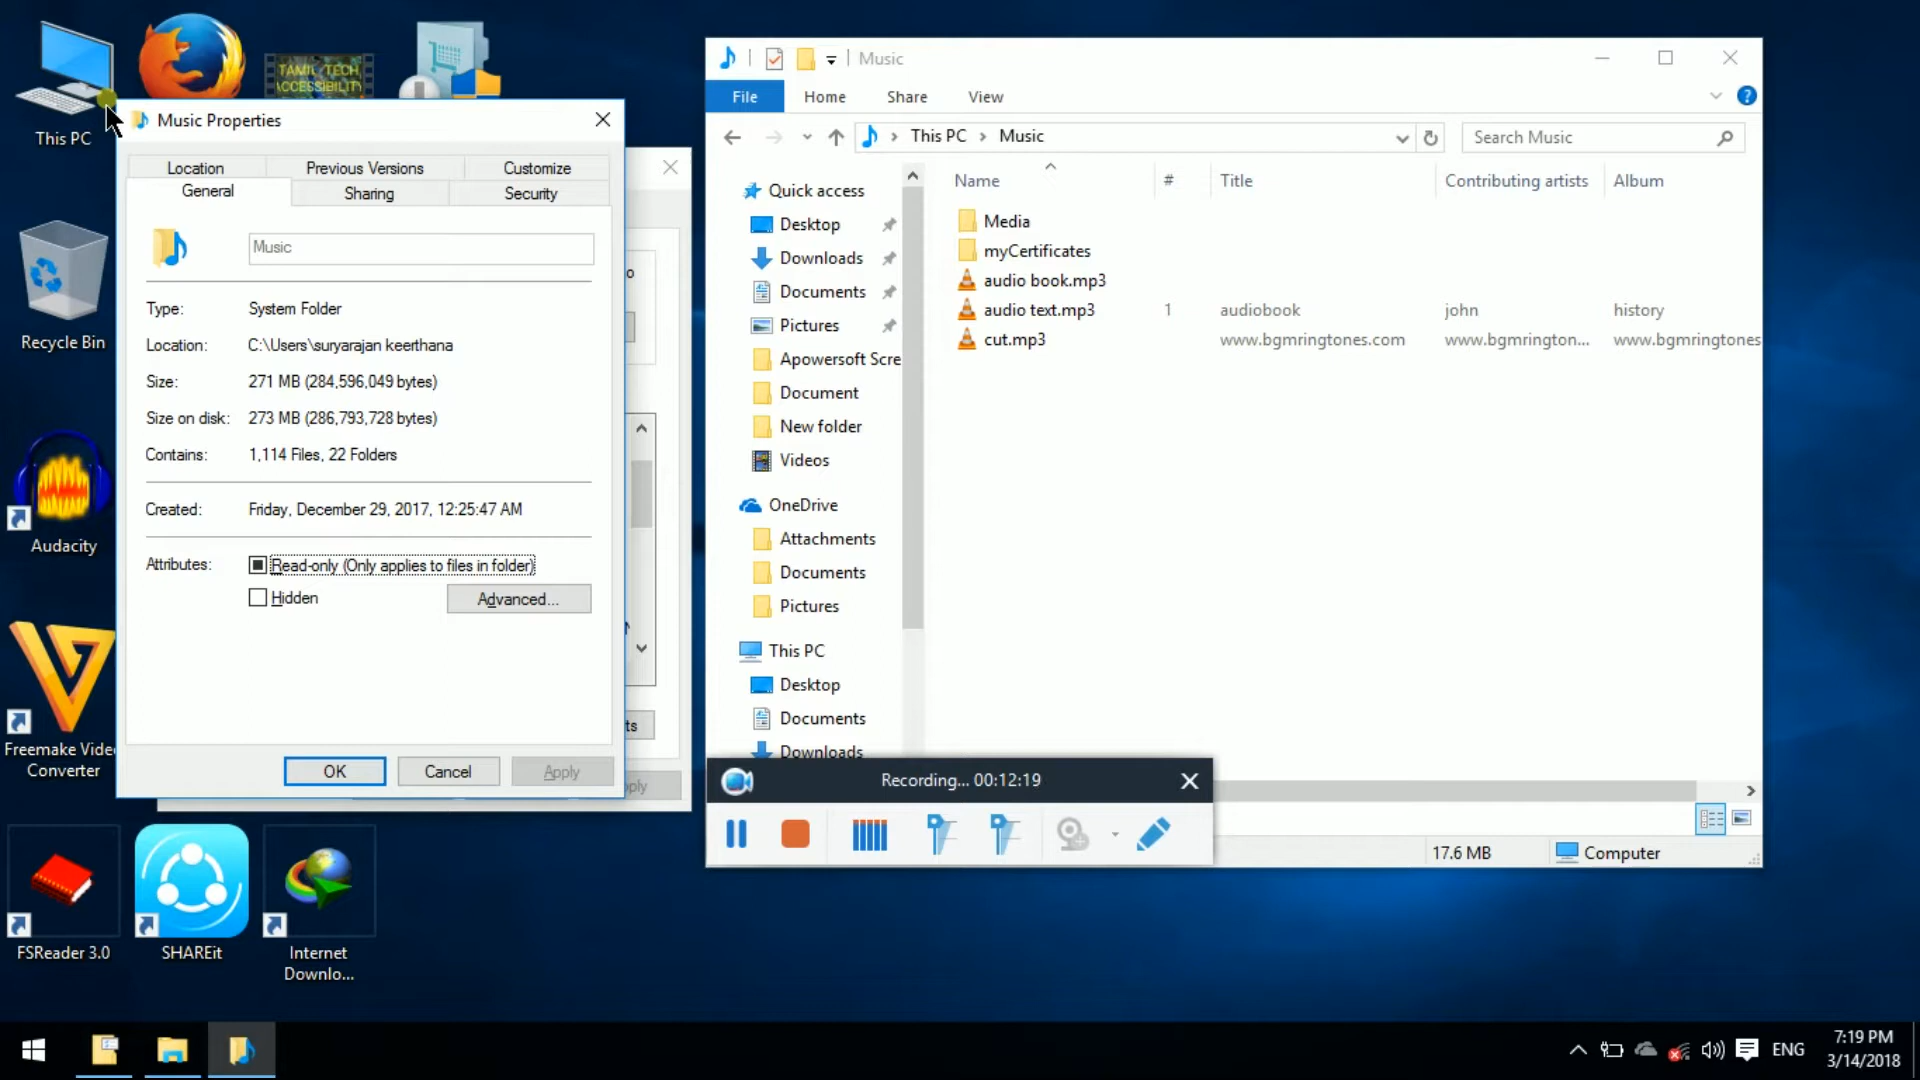 This PC
TAMIL TECH
ACCESSIBILITY
Recycle Bin
Audacity
Freemake Vide
Converter
FSReader 3.0
SHAREit
Internet
Downlo...
Music Properties
Location
Previous Versions
Customize
General
Sharing
Security
Music
Type:
System Folder
Location:
C:\Users\suryarajan keerthana
Size:
271 MB (284,596,049 bytes)
Size on disk:
273 MB (286,793,728 bytes)
Contains:
1,114 Files, 22 Folders
Created:
Friday, December 29, 2017, 12:25:47 AM
Attributes:
Read-only (Only applies to files in folder)
Hidden
Advanced...
OK
Cancel
Apply
o
ts
ply
Music
File
Home
Share
View
This PC
Music
Search Music
Quick access
Desktop
Downloads
Documents
Pictures
Apowersoft Scre
Document
New folder
Videos
OneDrive
Attachments
Documents
Pictures
This PC
Desktop
Documents
Downloads
Name
#
Title
Contributing artists
Album
Media
myCertificates
audio book.mp3
audio text.mp3
1
audiobook
john
history
cut.mp3
www.bgmringtones.com
www.bgmrington...
www.bgmringtones
Recording... 00:12:19
17.6 MB
Computer
ENG
7:19 PM
3/14/2018